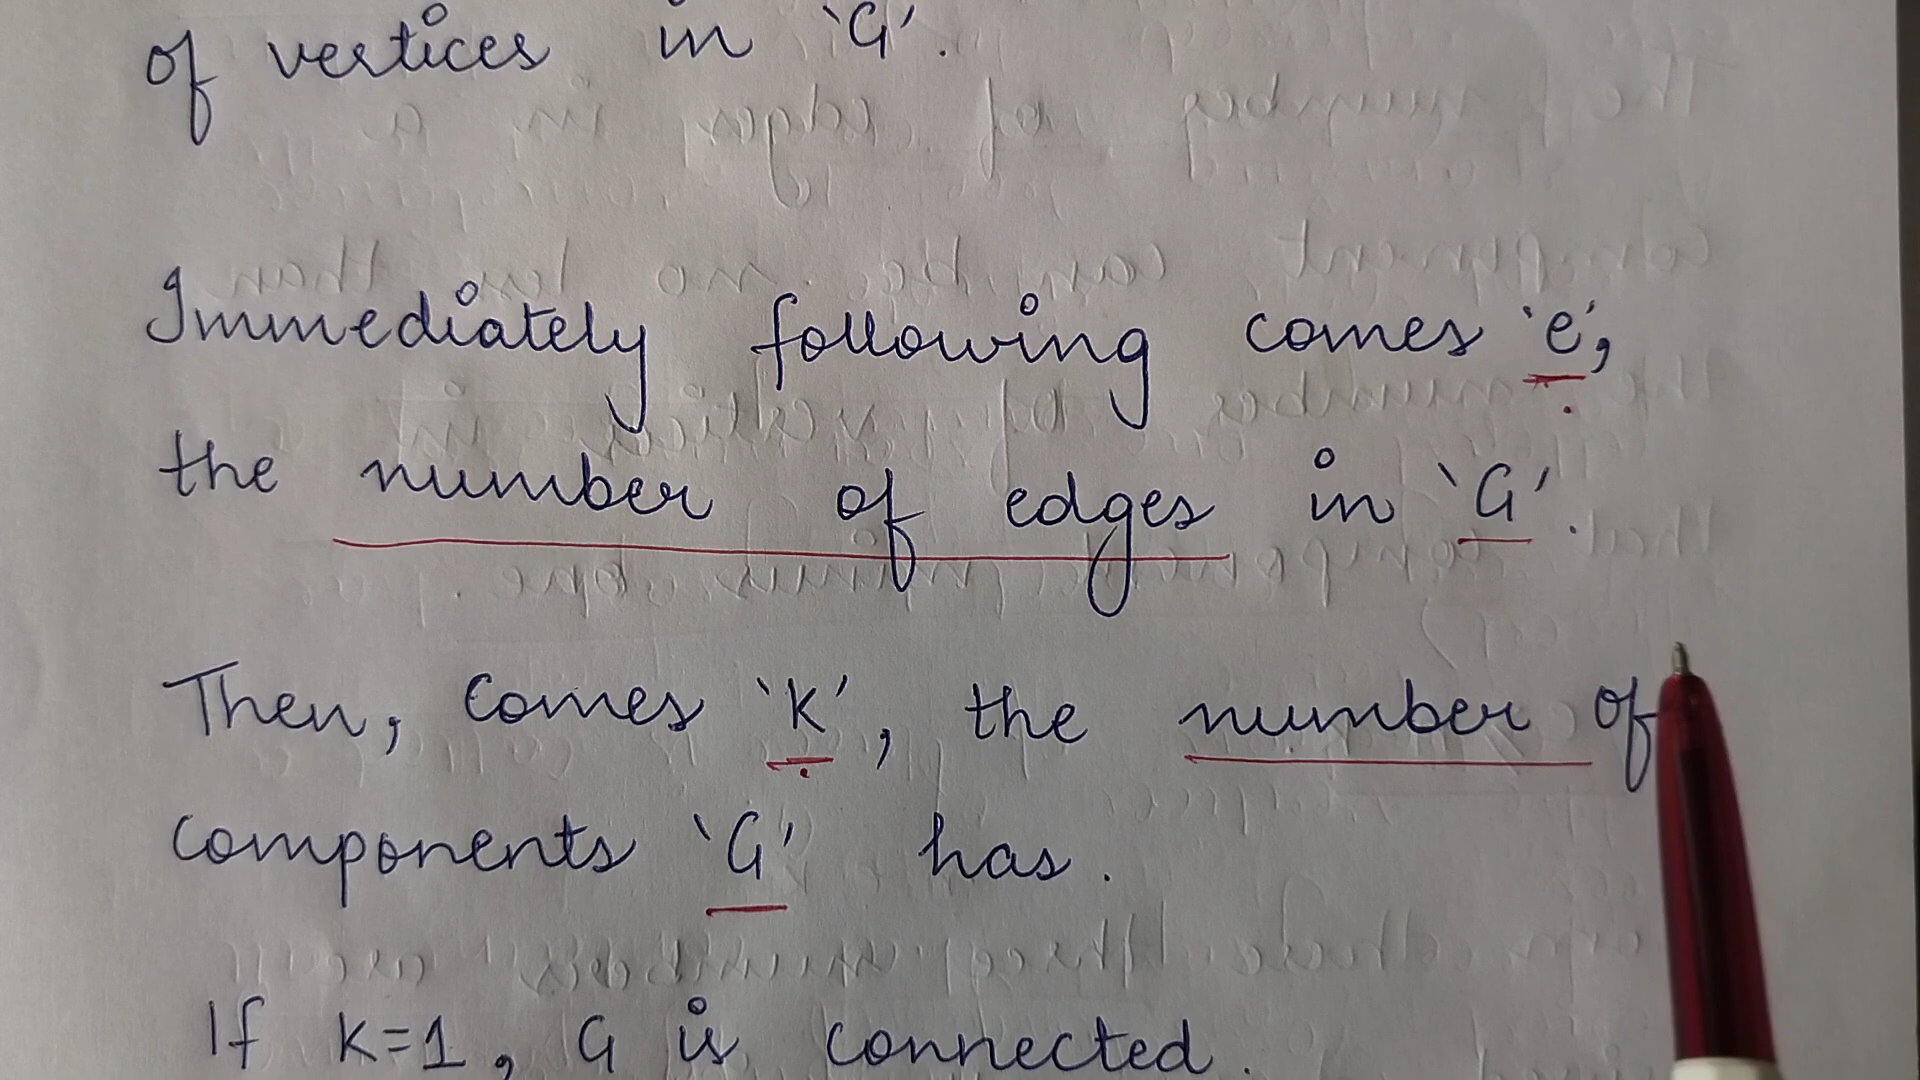 of vertices in 'G'.
Immediately following comes 'e',
the number of edges in 'G'.
Then, comes 'K', the number of
components 'G' has.
If K=1, G is connected.